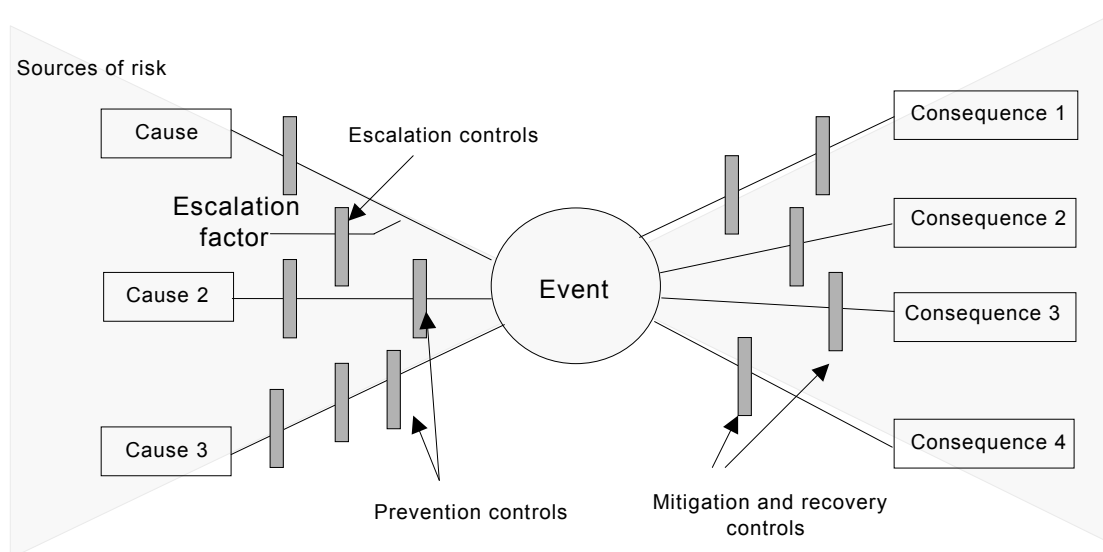 Sources of risk
Cause
Escalation controls
Escalation
factor
Cause 2
Cause 3
Prevention controls
Event
Consequence 1
Consequence 2
Consequence 3
Consequence 4
Mitigation and recovery
controls